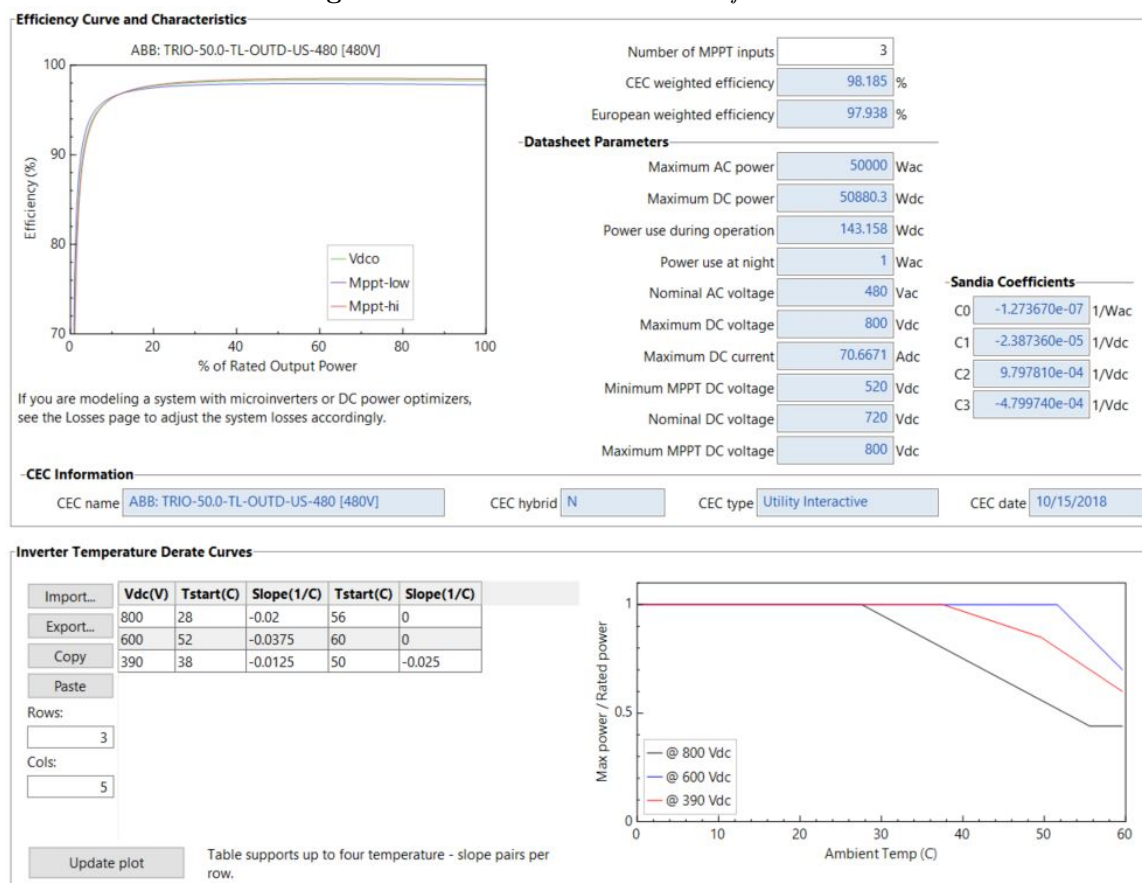 Efficiency Curve and Characteristics
ABB: TRIO-50.0-TL-OUTD-US-480 [480V]
100
90
80
70
Efficiency (%)
0 20 40 60 80 100
% of Rated Output Power
Vdco
Mppt-low
Mppt-hi
If you are modeling a system with microinverters or DC power optimizers,
see the Losses page to adjust the system losses accordingly.
Number of MPPT inputs 3
CEC weighted efficiency 98.185 %
European weighted efficiency 97.938 %
Datasheet Parameters
Maximum AC power 50000 Wac
Maximum DC power 50880.3 Wdc
Power use during operation 143.158 Wdc
Power use at night 1 Wac
Nominal AC voltage 480 Vac
Maximum DC voltage 800 Vdc
Maximum DC current 70.6671 Adc
Minimum MPPT DC voltage 520 Vdc
Nominal DC voltage 720 Vdc
Maximum MPPT DC voltage 800 Vdc
Sandia Coefficients
C0 -1.273670e-07 1/Wac
C1 -2.387360e-05 1/Vdc
C2 9.797810e-04 1/Vdc
C3 -4.799740e-04 1/Vdc
CEC Information
CEC name ABB: TRIO-50.0-TL-OUTD-US-480 [480V] CEC hybrid N CEC type Utility Interactive CEC date 10/15/2018
Inverter Temperature Derate Curves
Import...
Export...
Copy
Paste
Rows:
3
Cols:
5
Vdc(V) Tstart(C) Slope(1/C) Tstart(C) Slope(1/C)
800 28 -0.02 56 0
600 52 -0.0375 60 0
390 38 -0.0125 50 -0.025
Update plot
Table supports up to four temperature - slope pairs per
row.
Max power / Rated power
1
0.5
0
@ 800 Vdc
@ 600 Vdc
@ 390 Vdc
0 10 20 30 40 50 60
Ambient Temp (C)